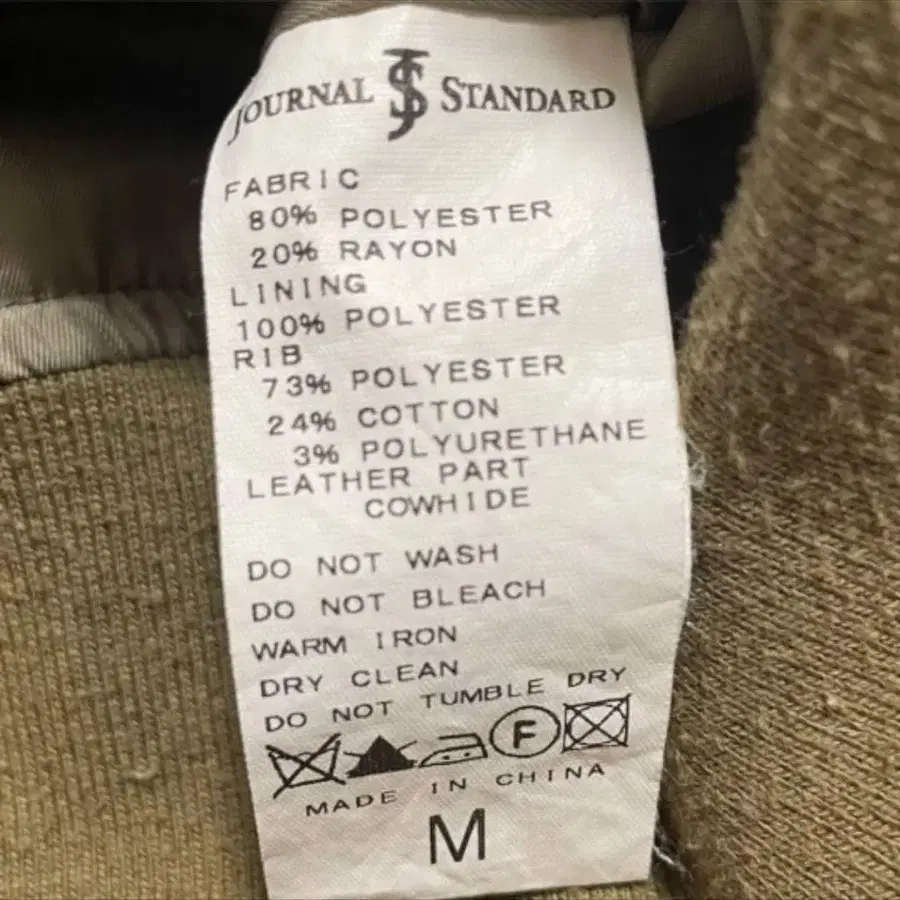 JOURNAL JS STANDARD
FABRIC
80% POLYESTER
20% RAYON
LINING
100% POLYESTER
RIB
73% POLYESTER
24% COTTON
3% POLYURETHANE
LEATHER PART
COWHIDE
DO NOT WASH
DO NOT BLEACH
WARM IRON
DRY CLEAN
DO NOT TUMBLE DRY
F
MADE IN CHINA
M